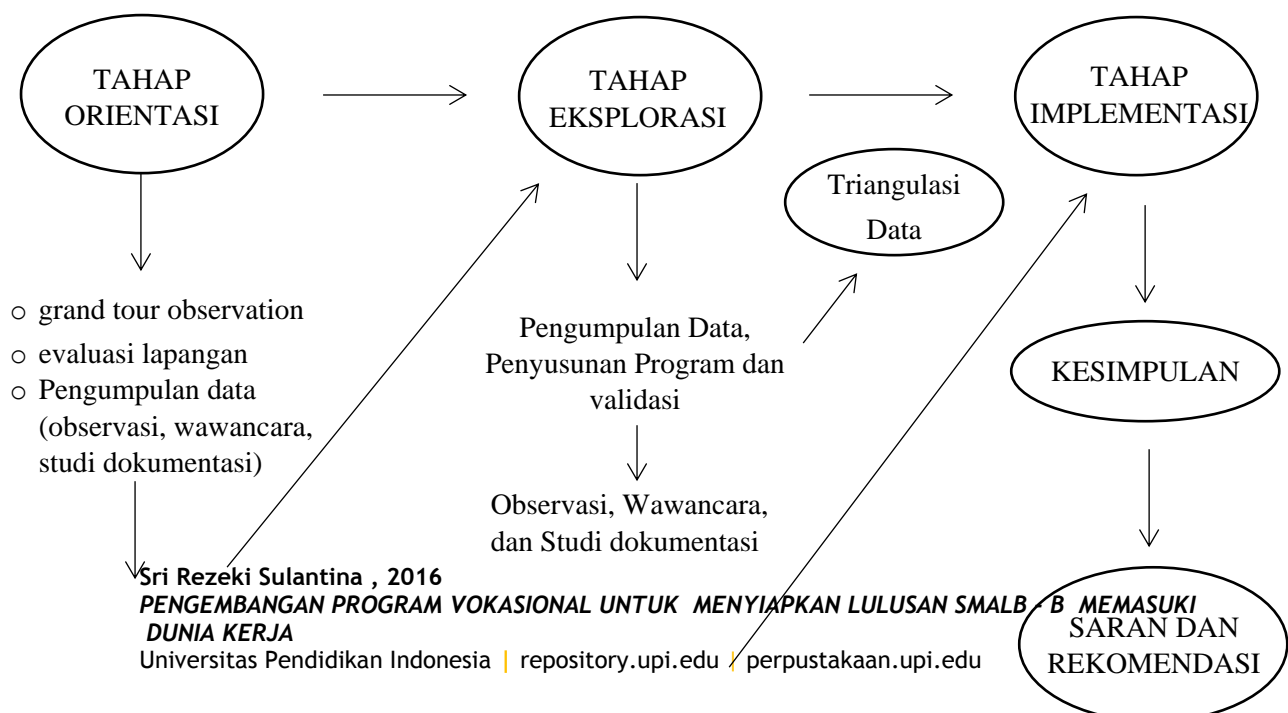 TAHAP
ORIENTASI
TAHAP
EKSPLORASI
TAHAP
IMPLEMENTASI
Triangulasi
Data
○ grand tour observation
○ evaluasi lapangan
○ Pengumpulan data
(observasi, wawancara,
studi dokumentasi)
Pengumpulan Data,
Penyusunan Program dan
validasi
Observasi, Wawancara,
dan Studi dokumentasi
KESIMPULAN
SARAN DAN
REKOMENDASI
Sri Rezeki Sulantina , 2016
PENGEMBANGAN PROGRAM VOKASIONAL UNTUK MENYIAPKAN LULUSAN SMALB - B MEMASUKI
DUNIA KERJA
Universitas Pendidikan Indonesia | repository.upi.edu | perpustakaan.upi.edu